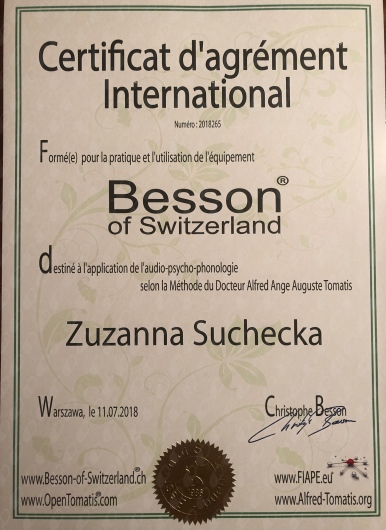 Certificat d'agrément
International
Numéro : 2018265
Formé(e) pour la pratique et l'utilisation de l'équipement
Besson®
of Switzerland
destiné à l'application de l'audio-psycho-phonologie
selon la Méthode du Docteur Alfred Ange Auguste Tomatis
Zuzanna Suchecka
Warszawa, le 11.07.2018
Christophe Besson
www.Besson-of-Switzerland.ch
www.FIAPE.eu
www.OpenTomatis.com
www.Alfred-Tomatis.org